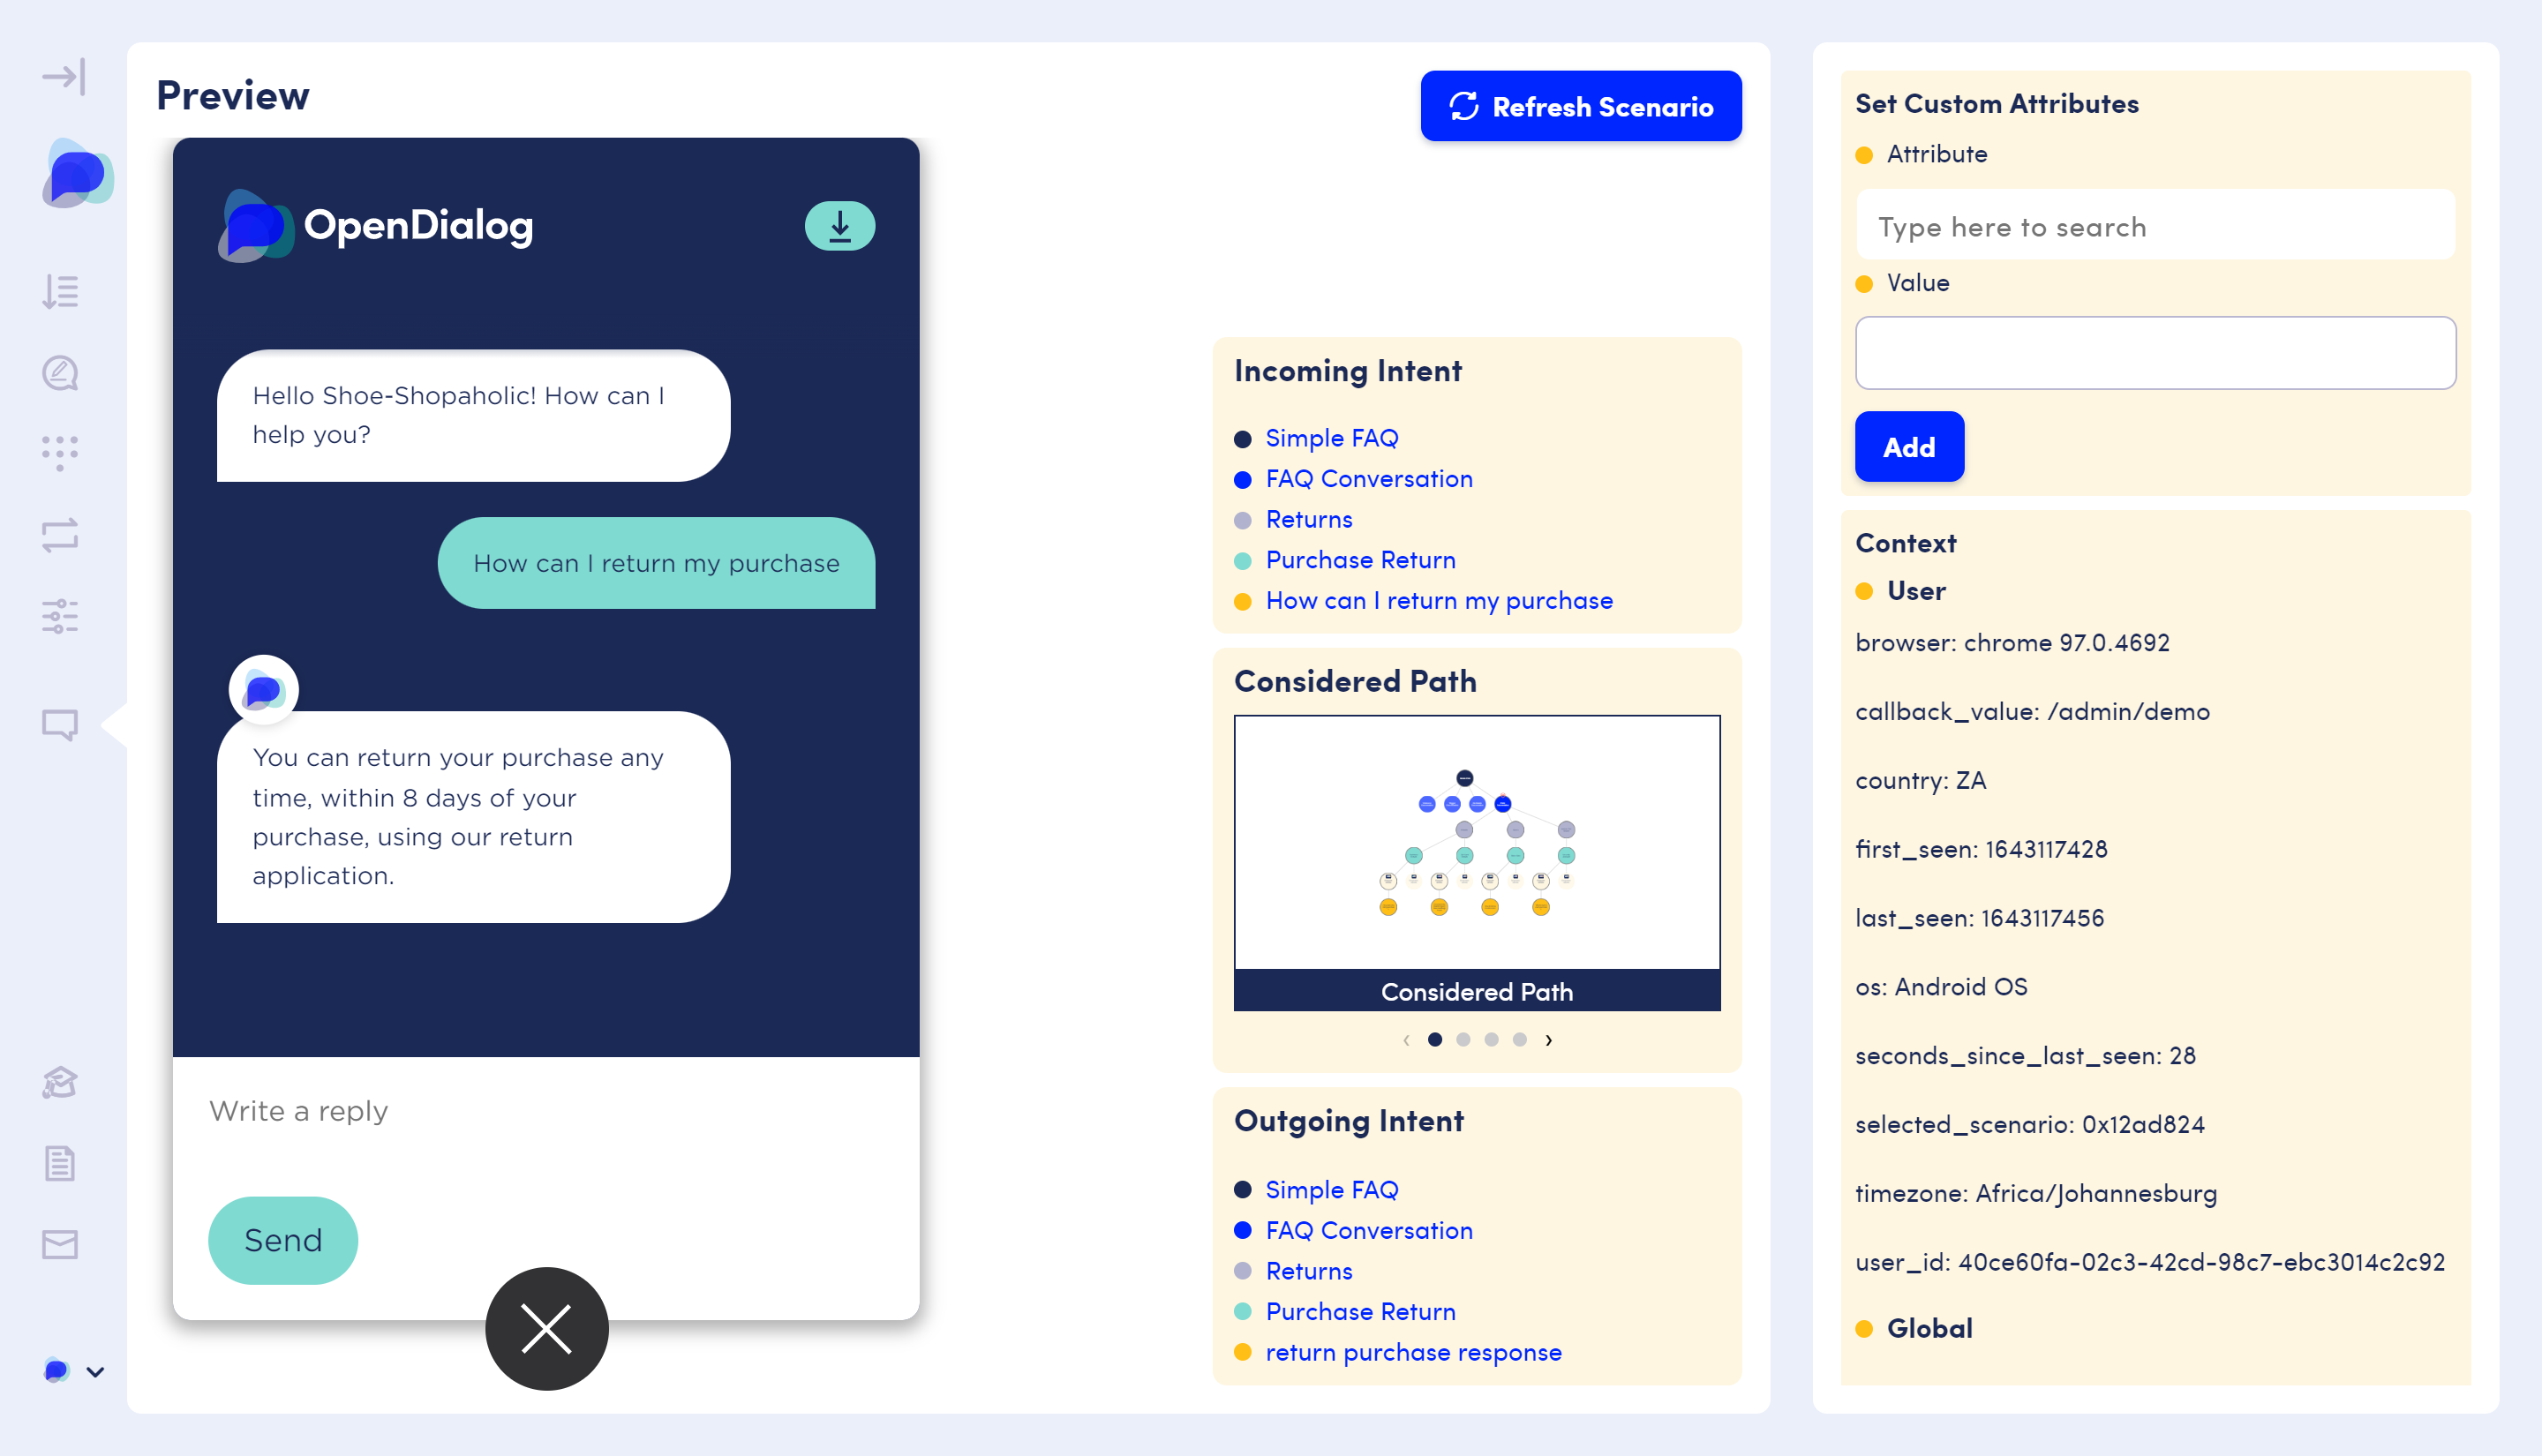 Preview
Refresh Scenario
OpenDialog
Hello Shoe-Shopaholic! How can I
help you?
How can I return my purchase
You can return your purchase any
time, within 8 days of your
purchase, using our return
application.
Write a reply
Send
Incoming Intent
Simple FAQ
FAQ Conversation
Returns
Purchase Return
How can I return my purchase
Considered Path
Considered Path
Outgoing Intent
Simple FAQ
FAQ Conversation
Returns
Purchase Return
return purchase response
Set Custom Attributes
Attribute
Type here to search
Value
Add
Context
User
browser: chrome 97.0.4692
callback_value: /admin/demo
country: ZA
first_seen: 1643117428
last_seen: 1643117456
os: Android OS
seconds_since_last_seen: 28
selected_scenario: 0x12ad824
timezone: Africa/Johannesburg
user_id: 40ce60fa-02c3-42cd-98c7-ebc3014c2c92
Global